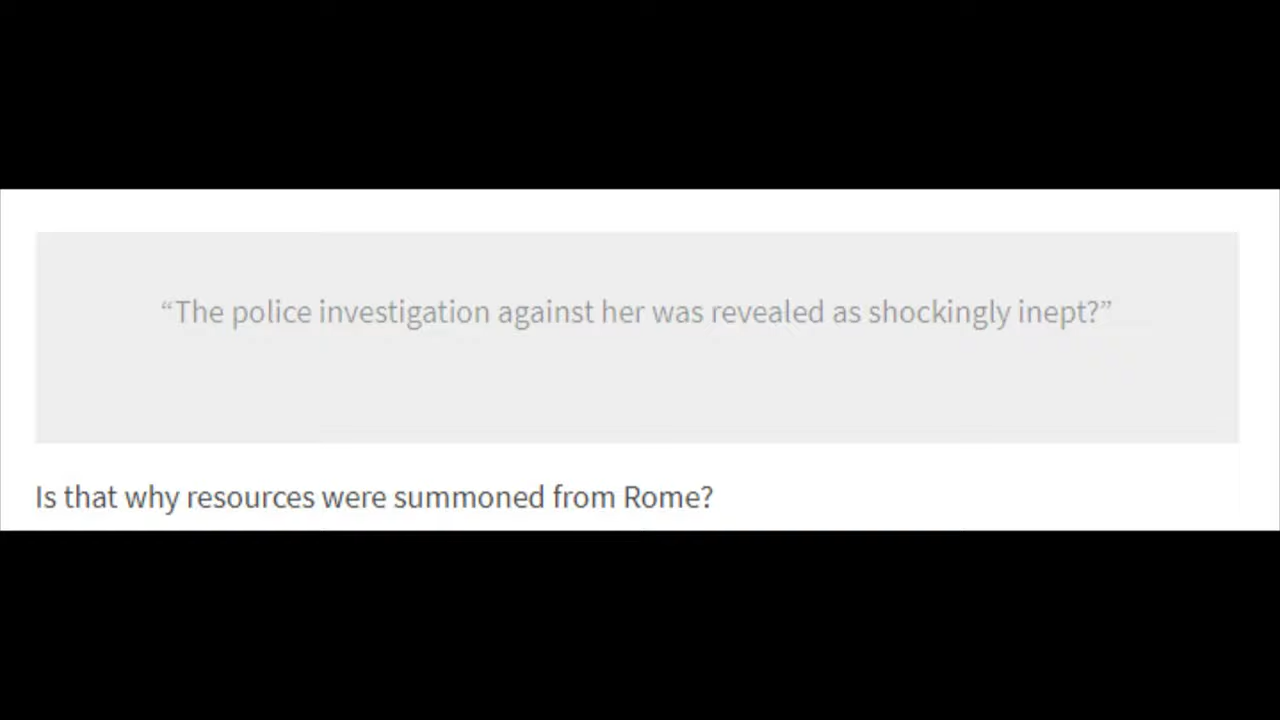 “The police investigation against her was revealed as shockingly inept?”
Is that why resources were summoned from Rome?